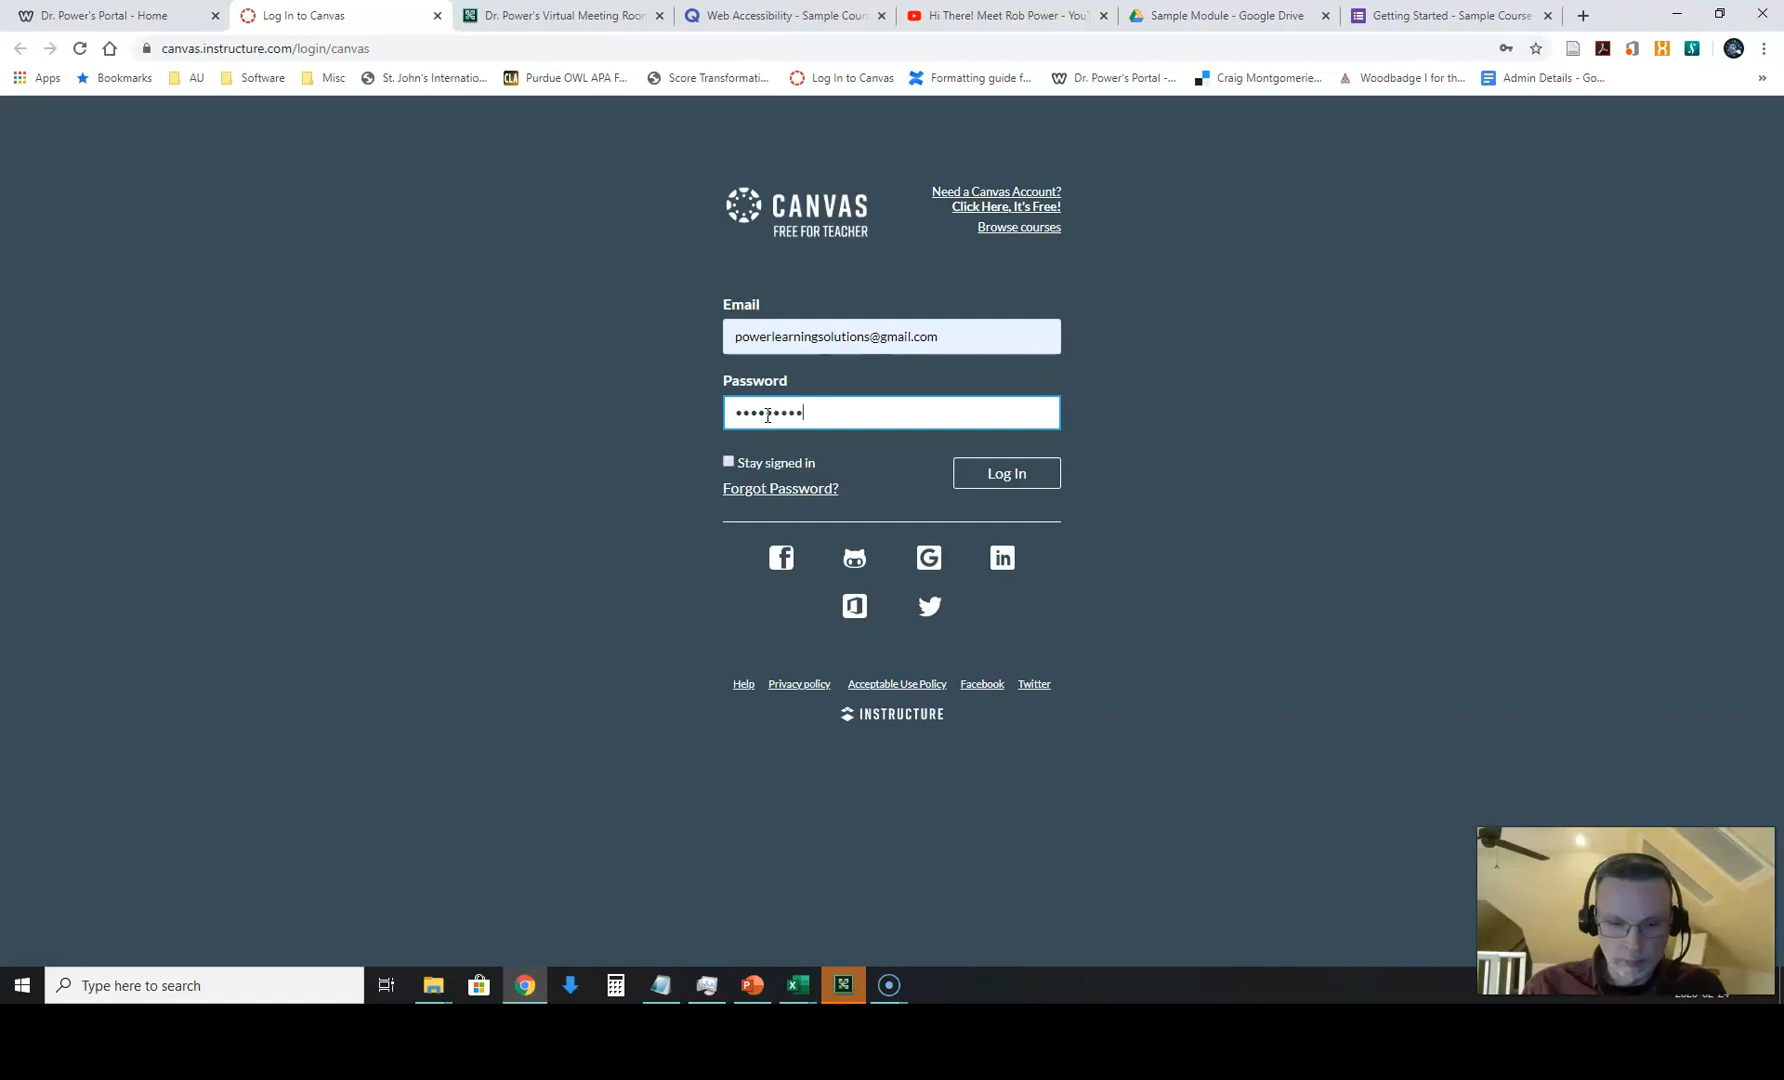 Dr. Power's Portal - Home
Log In to Canvas
Dr. Power's Virtual Meeting Room
Web Accessibility - Sample Cours
Hi There! Meet Rob Power - YouT
Sample Module - Google Drive
Getting Started - Sample Course
canvas.instructure.com/login/canvas
Apps
Bookmarks
AU
Software
Misc
St. John's Internatio...
CLA
Purdue OWL APA F...
Score Transformati...
Log In to Canvas
Formatting guide f...
Dr. Power's Portal -...
Craig Montgomerie...
Woodbadge I for th...
Admin Details - Go...
CANVAS
FREE FOR TEACHER
Need a Canvas Account?
Click Here, It's Free!
Browse courses
Email
powerlearningsolutions@gmail.com
Password
Stay signed in
Forgot Password?
Log In
Help
Privacy policy
Acceptable Use Policy
Facebook
Twitter
INSTRUCTURE
Type here to search